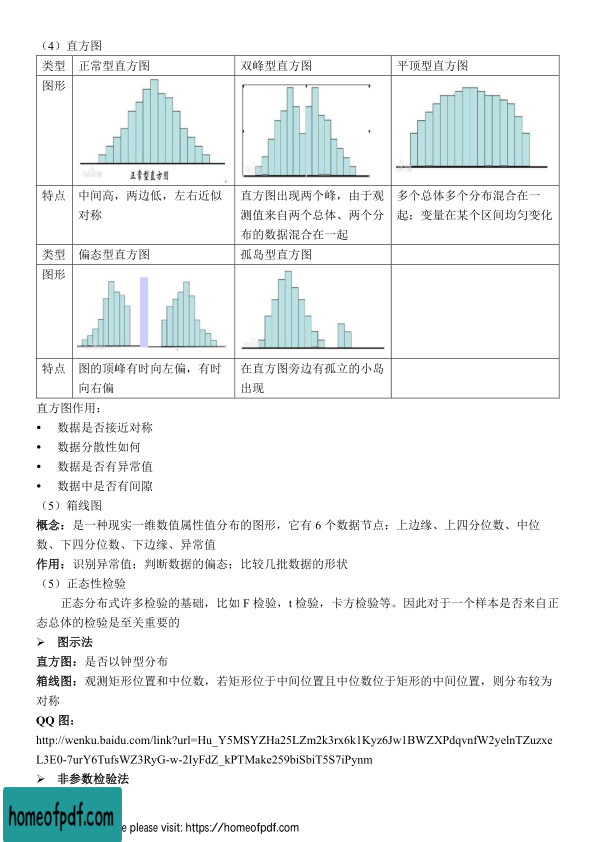 （4）直方图
类型 正常型直方图 双峰型直方图 平顶型直方图
图形
正常型直方图
特点 中间高，两边低，左右近似对称 直方图出现两个峰，由于观测值来自两个总体、两个分布的数据混合在一起 多个总体多个分布混合在一起；变量在某个区间均匀变化
类型 偏态型直方图 孤岛型直方图
图形
特点 图的顶峰有时向左偏，有时向右偏 在直方图旁边有孤立的小岛出现
直方图作用：
• 数据是否接近对称
• 数据分散性如何
• 数据是否有异常值
• 数据中是否有间隙
（5）箱线图
概念：是一种现实一维数值属性值分布的图形，它有 6 个数据节点：上边缘、上四分位数、中位
数、下四分位数、下边缘、异常值
作用：识别异常值；判断数据的偏态；比较几批数据的形状
（5）正态性检验
正态分布式许多检验的基础，比如 F 检验，t 检验，卡方检验等。因此对于一个样本是否来自正
态总体的检验是至关重要的
➢ 图示法
直方图：是否以钟型分布
箱线图：观测矩形位置和中位数，若矩形位于中间位置且中位数位于矩形的中间位置，则分布较为
对称
QQ 图：
http://wenku.baidu.com/link?url=Hu_Y5MSYZHa25LZm2k3rx6k1Kyz6Jw1BWZXPdqvnfW2yelnTZuzxe
L3E0-7urY6TufsWZ3RyG-w-2IyFdZ_kPTMake259biSbiT5S7iPynm
➢ 非参数检验法
homeofpdf.com
e please visit: https://homeofpdf.com